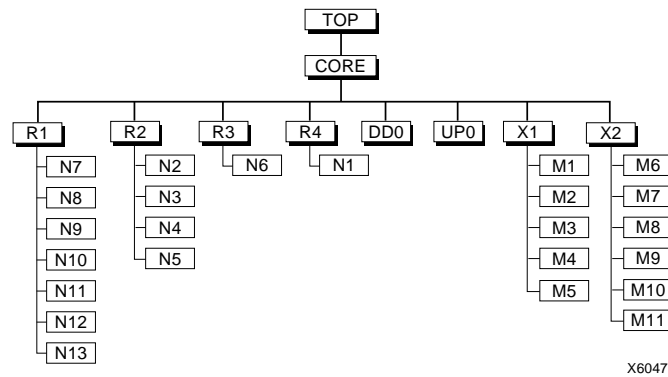 TOP
CORE
R1 R2 R3 R4 DD0 UP0 X1 X2
N7 N2 N6 N1 M1 M6
N8 N3 M2 M7
N9 N4 M3 M8
N10 N5 M4 M9
N11 M5 M10
N12 M11
N13
X6047